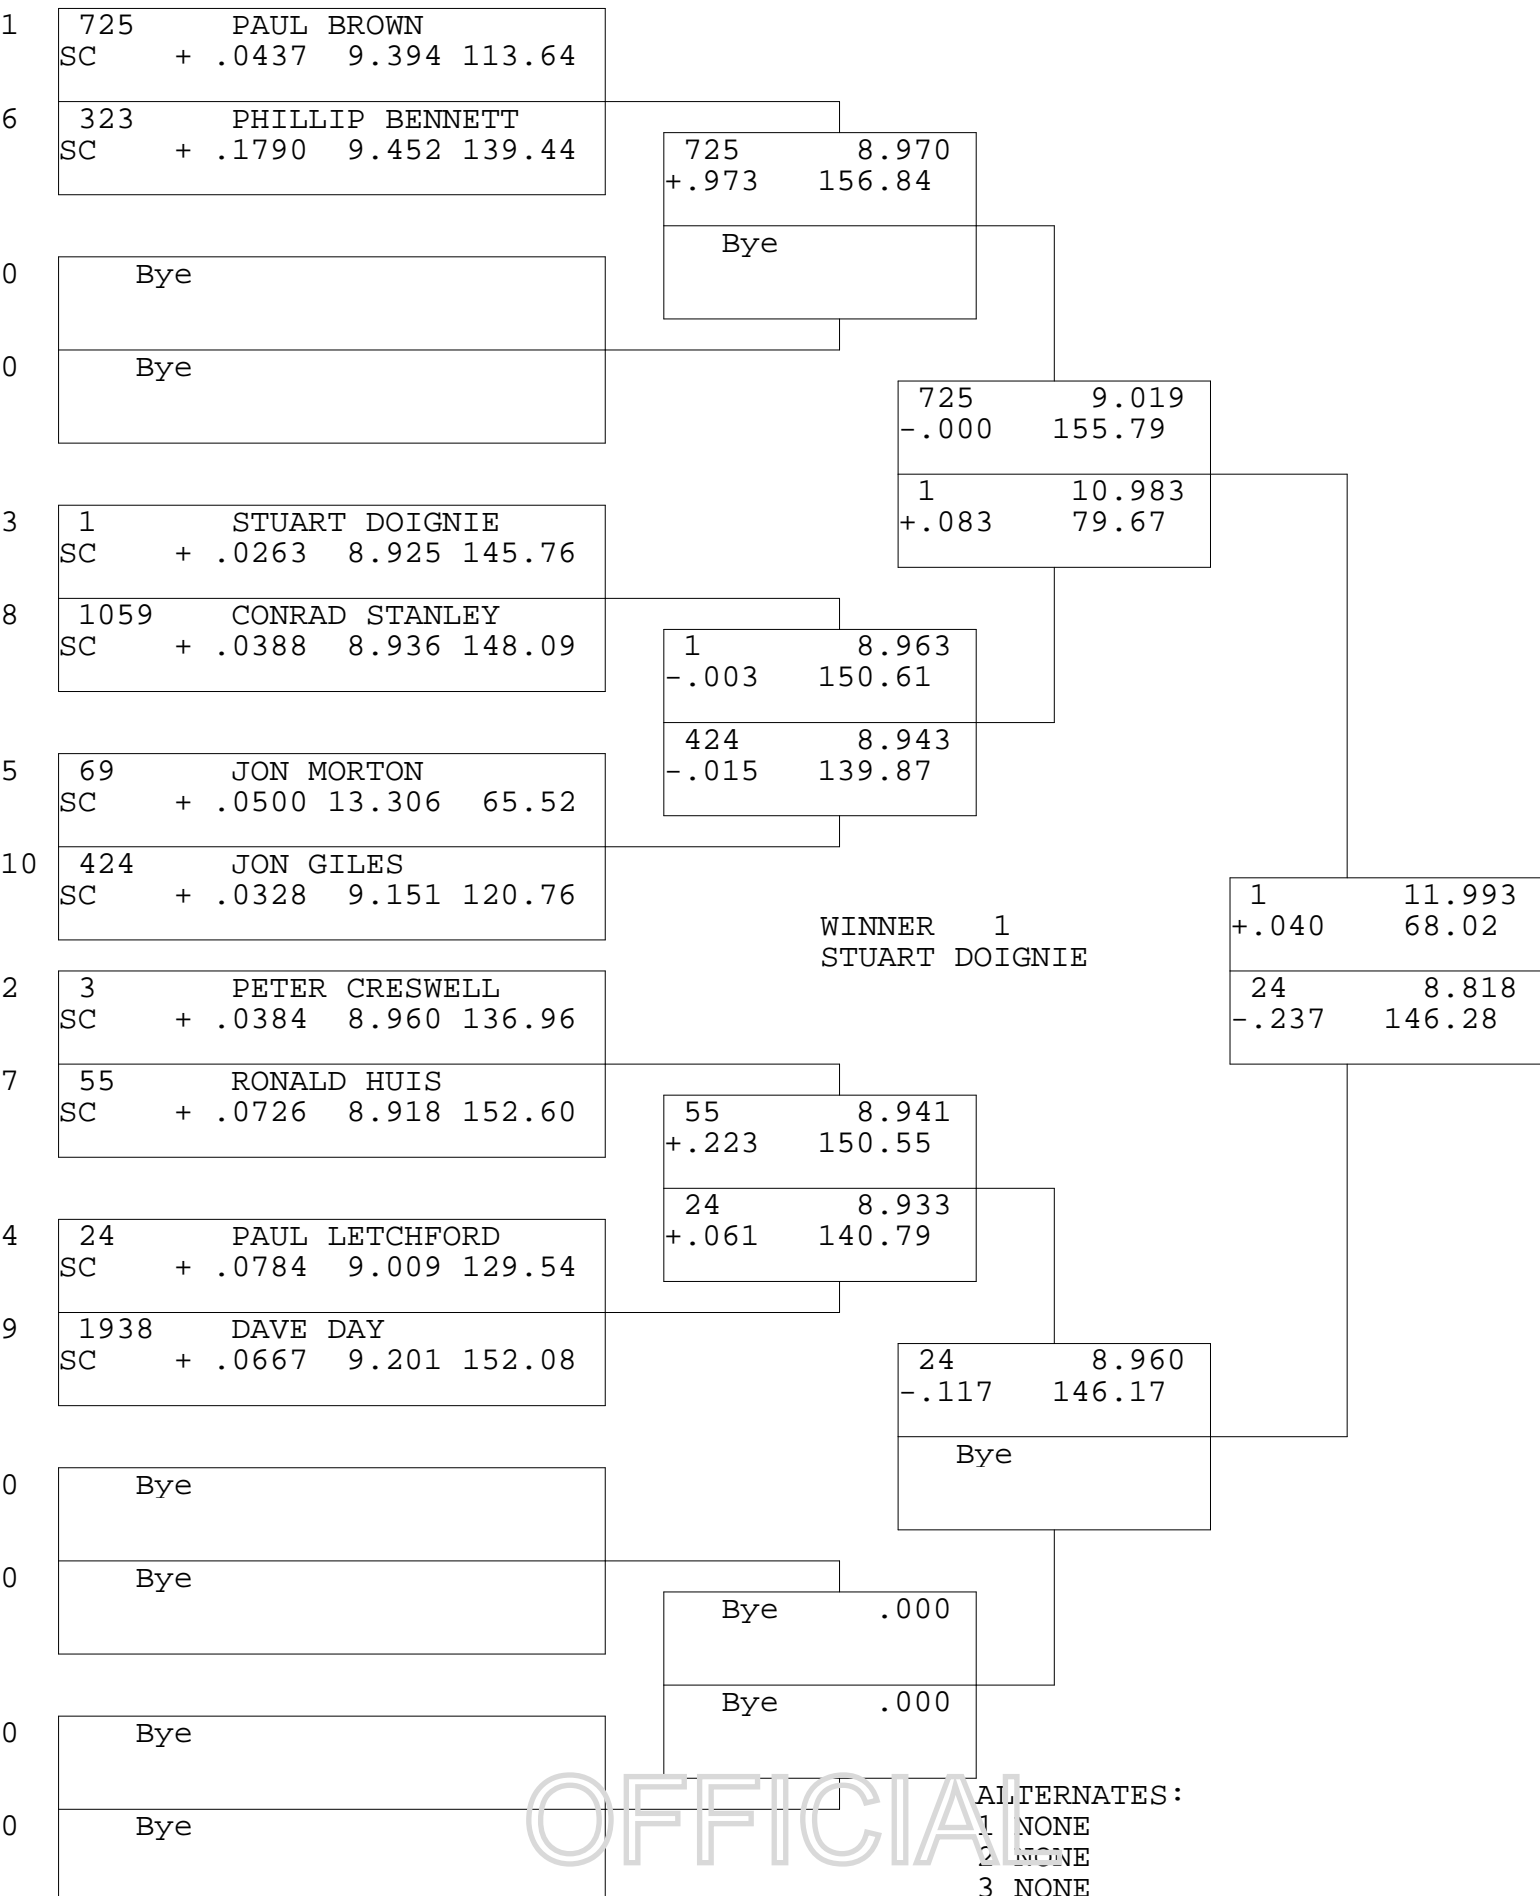 1 725 PAUL BROWN
SC + .0437 9.394 113.64
6 323 PHILLIP BENNETT
SC + .1790 9.452 139.44
725 8.970
+.973 156.84
Bye
0 Bye
0 Bye
725 9.019
-.000 155.79
1 10.983
+.083 79.67
3 1 STUART DOIGNIE
SC + .0263 8.925 145.76
8 1059 CONRAD STANLEY
SC + .0388 8.936 148.09
1 8.963
-.003 150.61
424 8.943
-.015 139.87
5 69 JON MORTON
SC + .0500 13.306 65.52
10 424 JON GILES
SC + .0328 9.151 120.76
WINNER 1
STUART DOIGNIE
1 11.993
+.040 68.02
24 8.818
-.237 146.28
2 3 PETER CRESWELL
SC + .0384 8.960 136.96
7 55 RONALD HUIS
SC + .0726 8.918 152.60
55 8.941
+.223 150.55
24 8.933
+.061 140.79
4 24 PAUL LETCHFORD
SC + .0784 9.009 129.54
9 1938 DAVE DAY
SC + .0667 9.201 152.08
24 8.960
-.117 146.17
Bye
0 Bye
0 Bye
Bye .000
Bye .000
0 Bye
0 Bye
OFFICIAL
ALTERNATES:
1 NONE
2 NONE
3 NONE